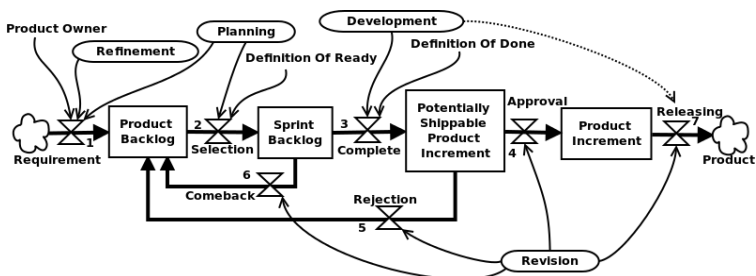 Product Owner
Refinement
Planning
Development
Definition Of Ready
Definition Of Done
Requirement
1
Product
Backlog
2
Selection
Sprint
Backlog
3
Complete
Potentially
Shippable
Product
Increment
Approval
4
Product
Increment
Releasing
7
Product
6
Comeback
Rejection
5
Revision